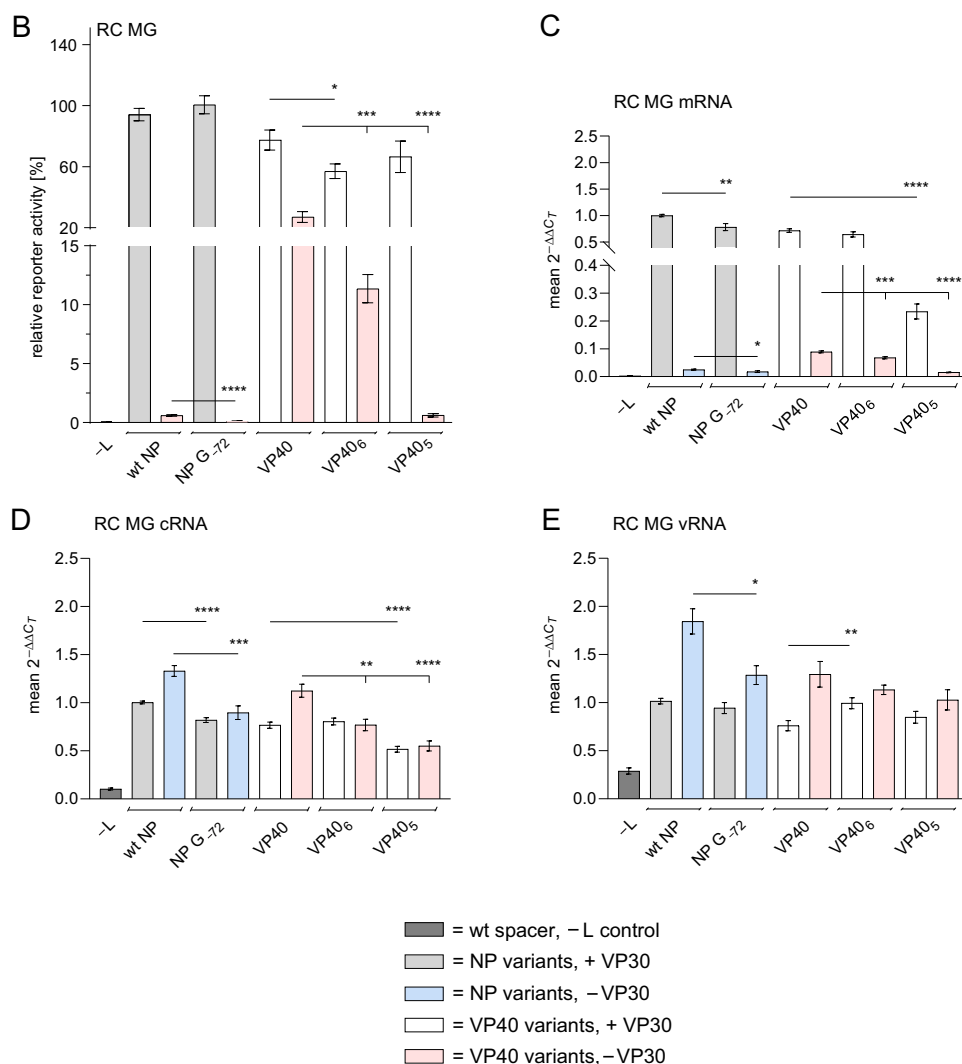 B
RC MG
relative reporter activity [%]
140
100
60
20
15
10
5
0
*
***
****
****
–L
wt NP
NP G -72
VP40
VP40₆
VP40₅
C
RC MG mRNA
mean 2^−ΔΔC_T
2.5
2.0
1.5
1.0
0.5
0.4
0.3
0.2
0.1
0.0
**
****
***
****
*
–L
wt NP
NP G -72
VP40
VP40₆
VP40₅
D
RC MG cRNA
mean 2^−ΔΔC_T
2.5
2.0
1.5
1.0
0.5
0.0
****
****
***
**
****
–L
wt NP
NP G -72
VP40
VP40₆
VP40₅
E
RC MG vRNA
mean 2^−ΔΔC_T
2.5
2.0
1.5
1.0
0.5
0.0
*
**
–L
wt NP
NP G -72
VP40
VP40₆
VP40₅
= wt spacer, – L control
= NP variants, + VP30
= NP variants, – VP30
= VP40 variants, + VP30
= VP40 variants, – VP30